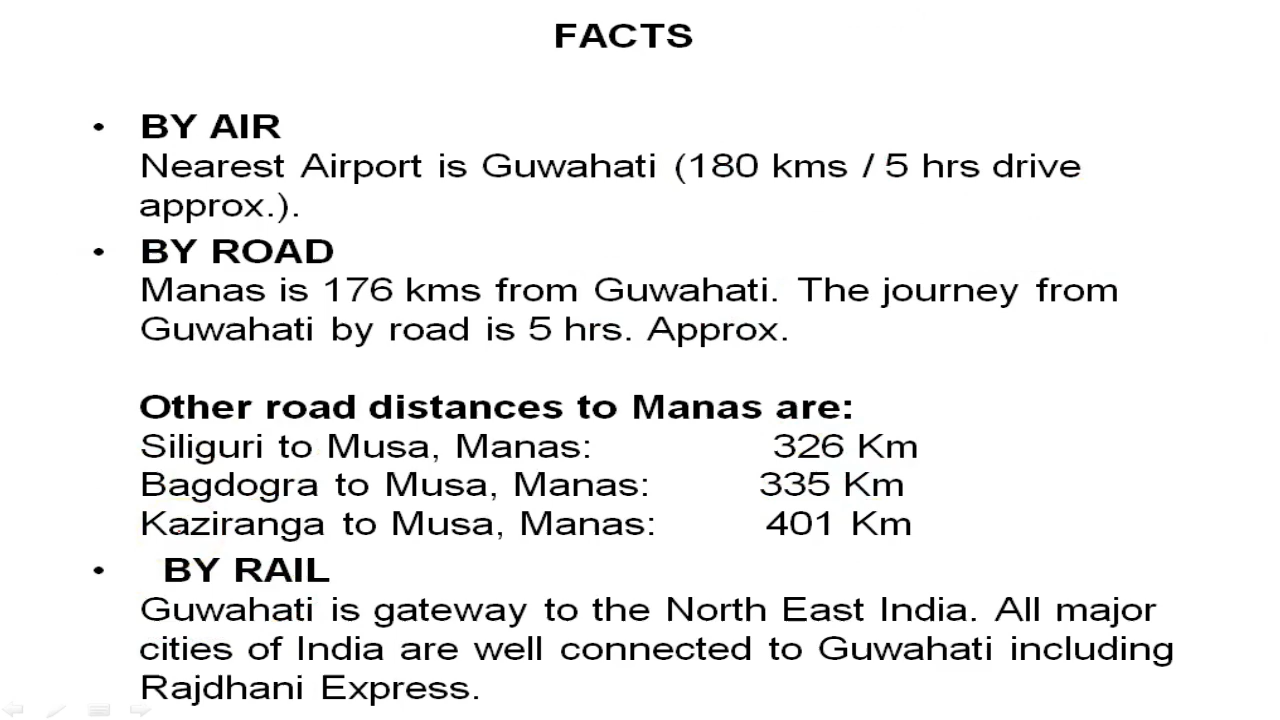 FACTS
• BY AIR
Nearest Airport is Guwahati (180 kms / 5 hrs drive
approx.).
• BY ROAD
Manas is 176 kms from Guwahati. The journey from
Guwahati by road is 5 hrs. Approx.
Other road distances to Manas are:
Siliguri to Musa, Manas: 326 Km
Bagdogra to Musa, Manas: 335 Km
Kaziranga to Musa, Manas: 401 Km
• BY RAIL
Guwahati is gateway to the North East India. All major
cities of India are well connected to Guwahati including
Rajdhani Express.